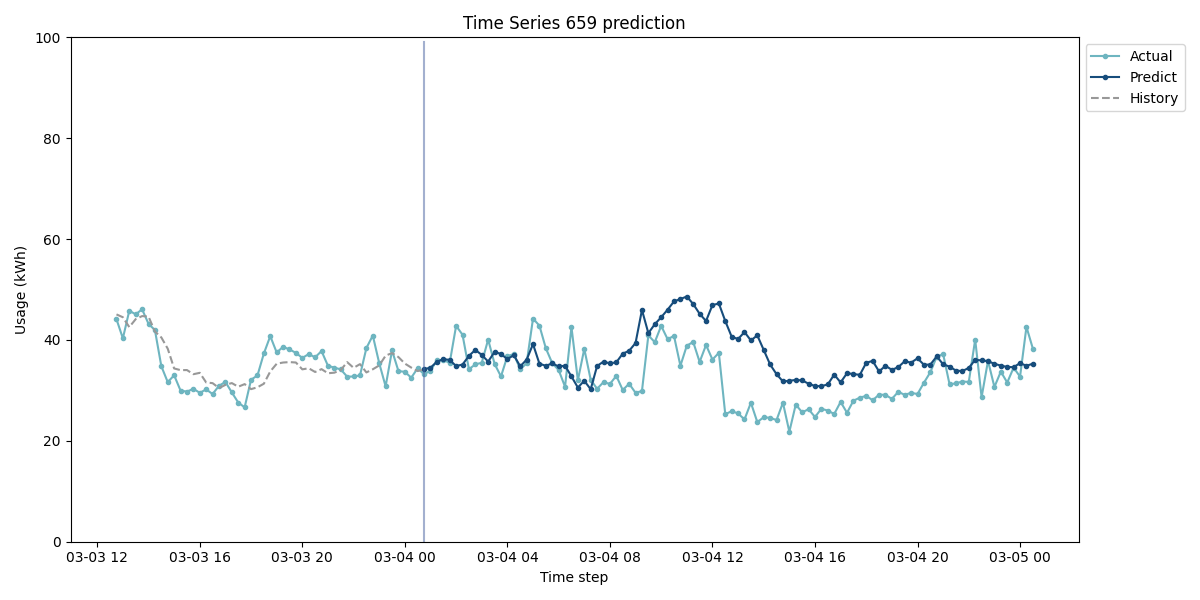 Time Series 659 prediction
Usage (kWh)
100
80
60
40
20
0
03-03 12
03-03 16
03-03 20
03-04 00
03-04 04
03-04 08
03-04 12
03-04 16
03-04 20
03-05 00
Time step
Actual
Predict
History